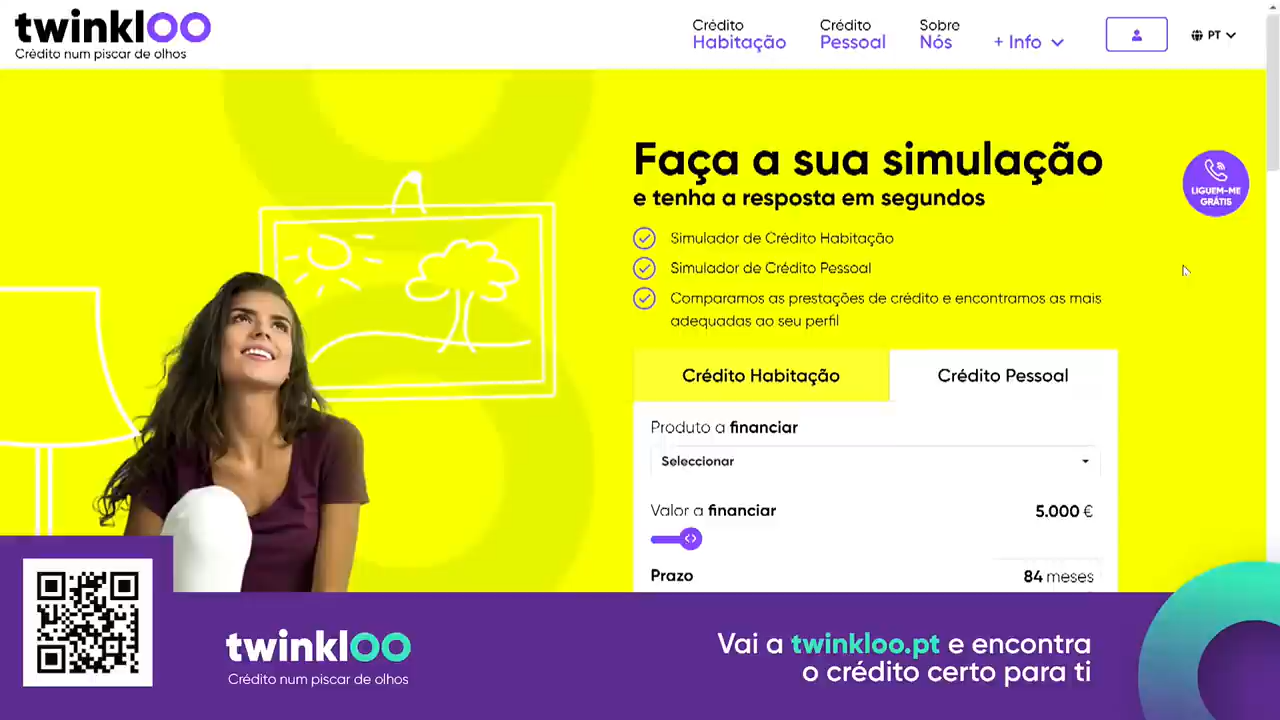 twinkloo
Crédito num piscar de olhos
Crédito
Habitação
Crédito
Pessoal
Sobre
Nós
+ Info
PT
Faça a sua simulação
e tenha a resposta em segundos
LIGUEM-ME
GRÁTIS
Simulador de Crédito Habitação
Simulador de Crédito Pessoal
Comparamos as prestações de crédito e encontramos as mais
adequadas ao seu perfil
Crédito Habitação
Crédito Pessoal
Produto a financiar
Seleccionar
Valor a financiar
5.000 €
Prazo
84 meses
twinkloo
Crédito num piscar de olhos
Vai a twinkloo.pt e encontra
o crédito certo para ti